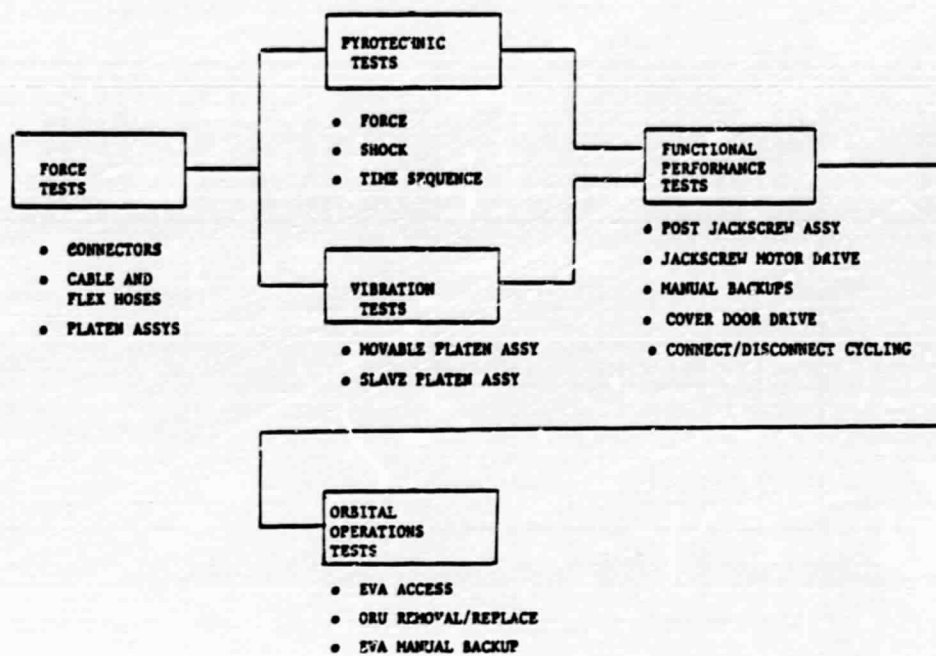 PYROTECHNIC
TESTS
• FORCE
• SHOCK
• TIME SEQUENCE
FORCE
TESTS
• CONNECTORS
• CABLE AND
FLEX HOSES
• PLATEN ASSYS
VIBRATION
TESTS
• MOVABLE PLATEN ASSY
• SLAVE PLATEN ASSY
FUNCTIONAL
PERFORMANCE
TESTS
• POST JACKSCREW ASSY
• JACKSCREW MOTOR DRIVE
• MANUAL BACKUPS
• COVER DOOR DRIVE
• CONNECT/DISCONNECT CYCLING
ORBITAL
OPERATIONS
TESTS
• EVA ACCESS
• ORU REMOVAL/REPLACE
• EVA MANUAL BACKUP